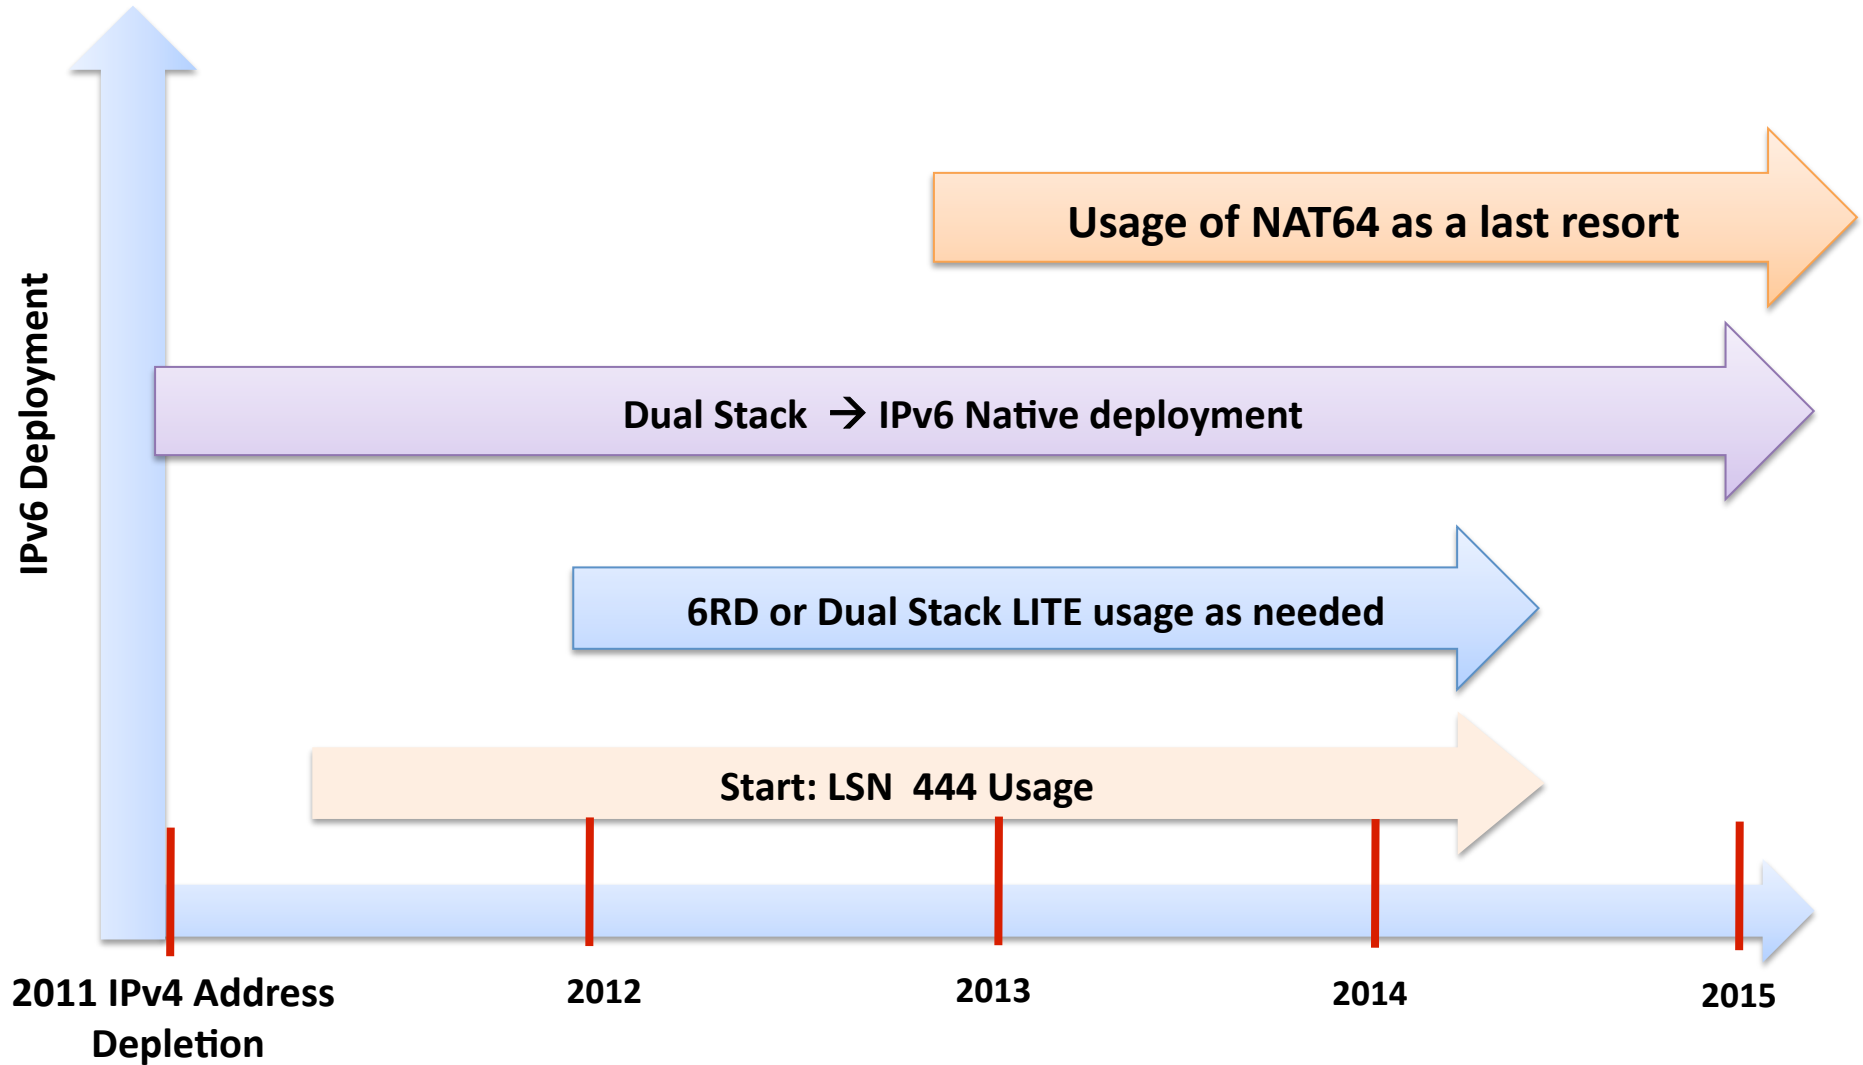 Usage of NAT64 as a last resort
IPv6 Deployment
Dual Stack → IPv6 Native deployment
6RD or Dual Stack LITE usage as needed
Start: LSN 444 Usage
2011 IPv4 Address
Depletion
2012
2013
2014
2015